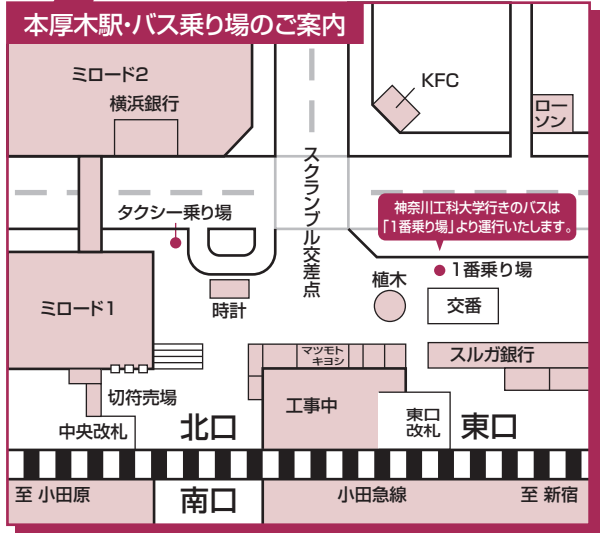 本厚木駅・バス乗り場のご案内
ミロード2
横浜銀行
KFC
ロー
ソン
スクランブル交差点
タクシー乗り場
神奈川工科大学行きのバスは
「1番乗り場」より運行いたします。
1番乗り場
植木
交番
時計
ミロード1
マツモト
キヨシ
スルガ銀行
切符売場
工事中
中央改札
北口
東口
改札
東口
至 小田原
南口
小田急線
至 新宿